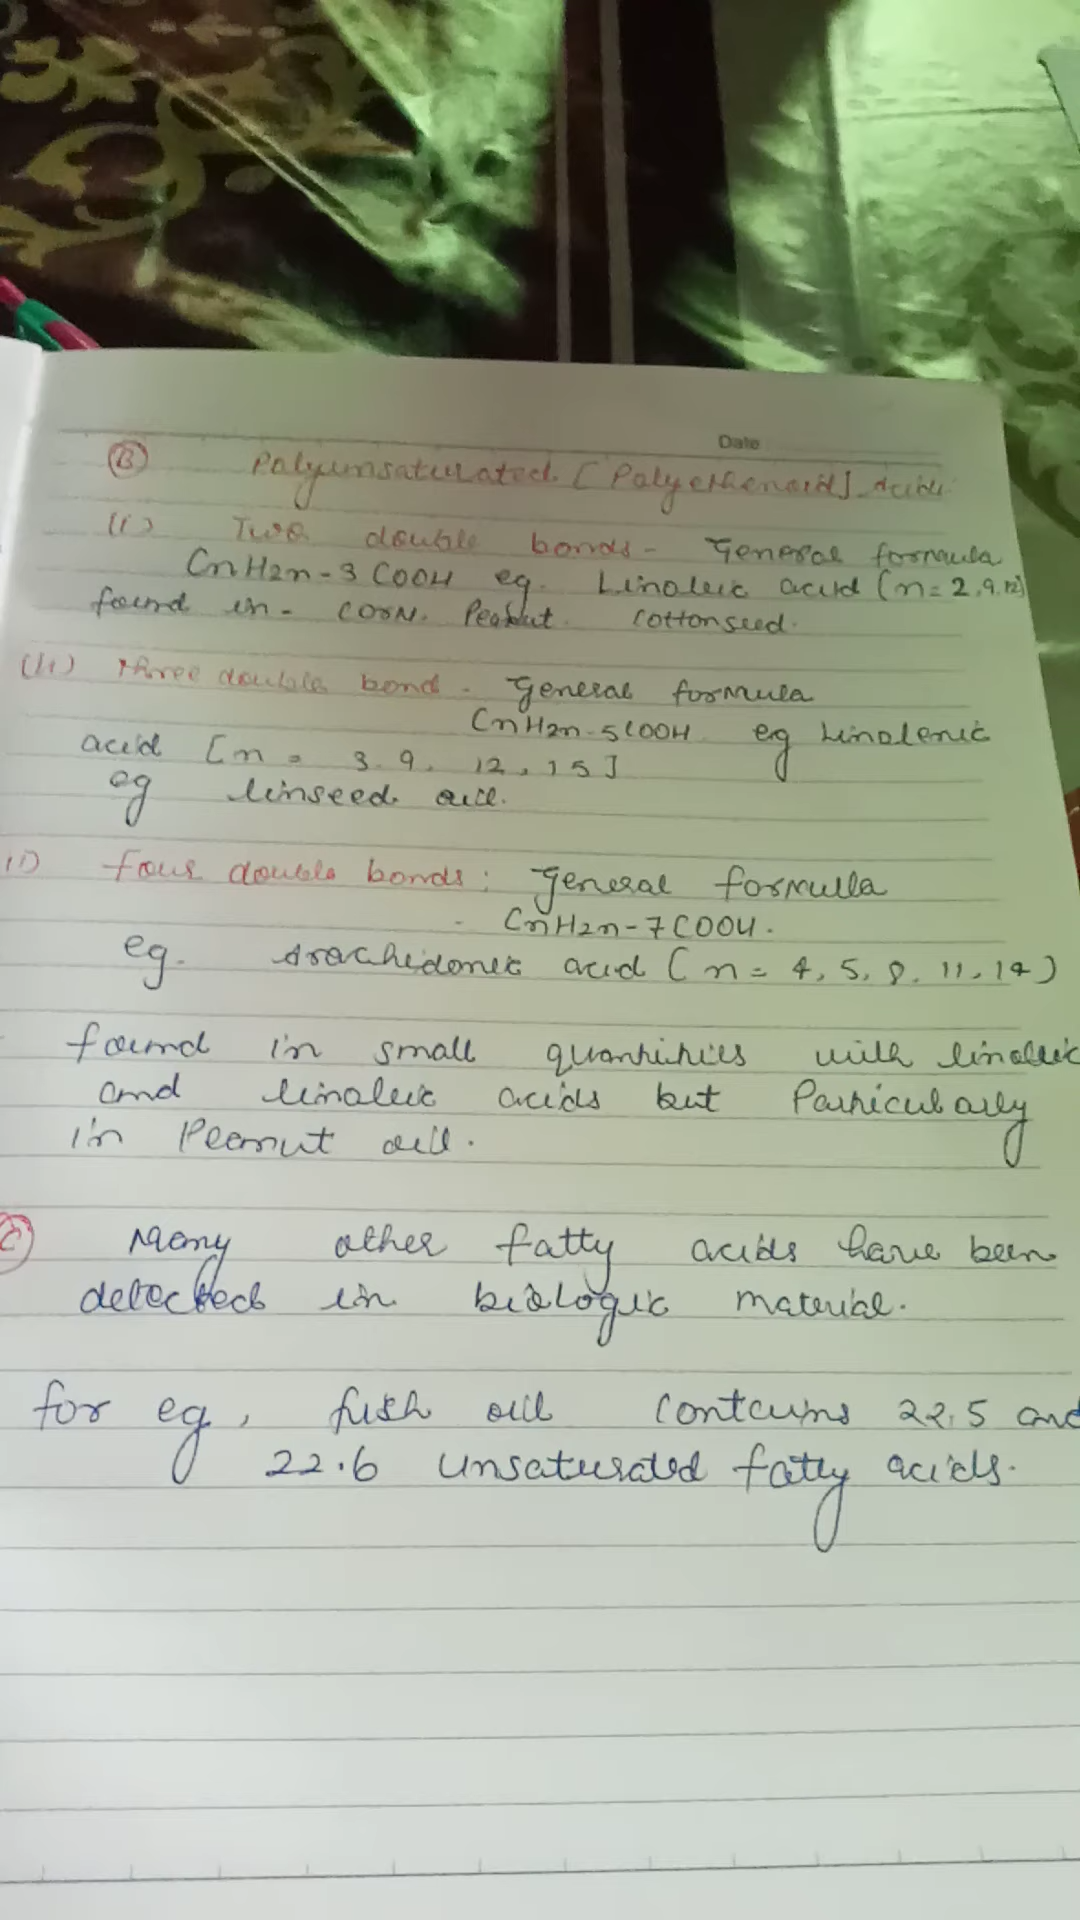 Date
(B) Polyunsaturated [Polyethenoid] Acids
(i) Two double bonds - General formula
CnH2n-3COOH eg. Linoleic acid (n=2,9,12)
found in - corn, Peanut, cottonseed.
(ii) three double bond - General formula
CnH2n-5COOH eg Linolenic
acid [n = 3. 9, 12, 15]
eg linseed oil.
four double bonds: General formulla
- CnH2n-7COOH.
eg. Arachidonic acid (n = 4, 5, 8, 11, 14)
found in small quantities with linoleic
and linoleic acids but Particularly
in Peanut oil.
(C) Many other fatty acids have been
detected in biologic material.
for eg, fish oil contains 22.5 and
22.6 unsaturated fatty acids.